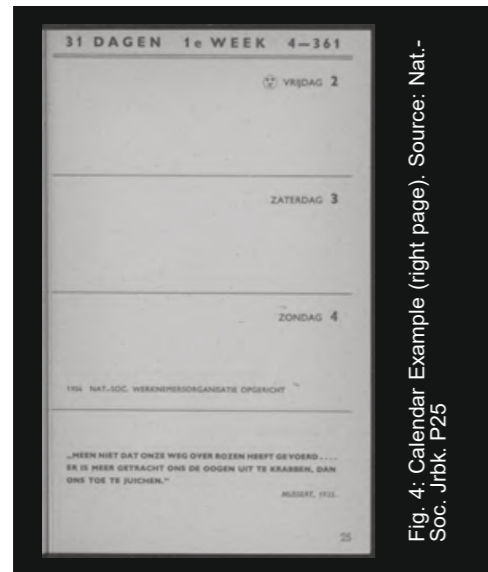 31 DAGEN 1e WEEK 4—361
VRIJDAG 2
ZATERDAG 3
ZONDAG 4
NAT.-SOC. WERKNEMERSORGANISATIE OPGERICHT
„MEEN NIET DAT ONZE WEG OVER ROZEN HEEFT GEVOERD....
ER IS MEER GETRACHT ONS DE OOGEN UIT TE KRABBEN, DAN
ONS TOE TE JUICHEN.”
MUSSERT, 1933.
25
Fig. 4: Calendar Example (right page). Source: Nat.-
Soc. Jrbk. P25